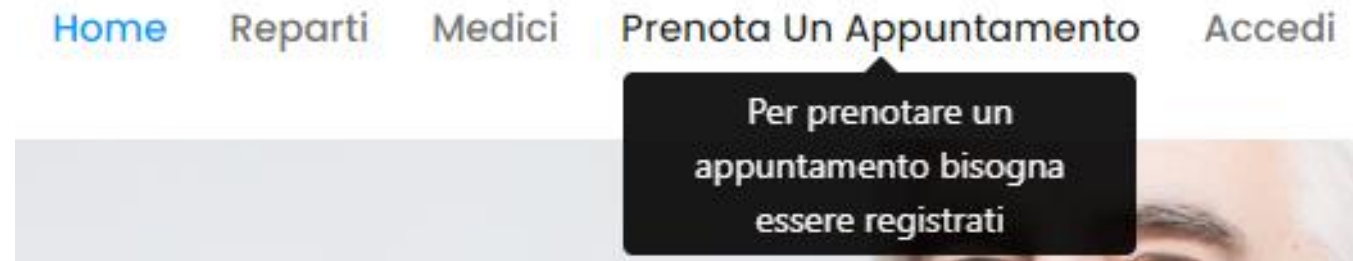 Home Reparti Medici Prenota Un Appuntamento Accedi
Per prenotare un
appuntamento bisogna
essere registrati